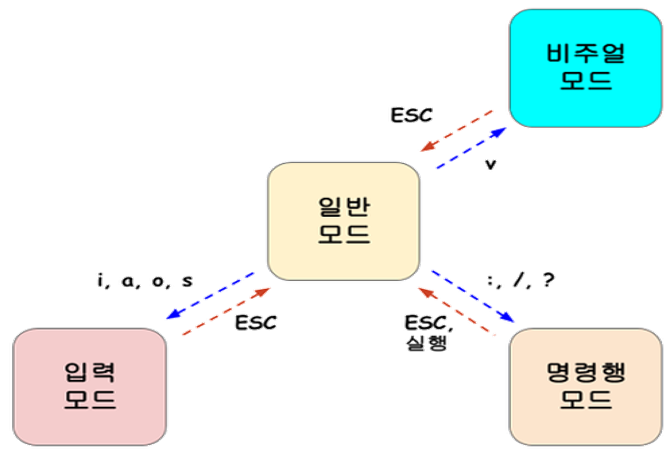 비주얼
모드
ESC
v
일반
모드
i, a, o, s
:, /, ?
ESC
ESC,
실행
입력
모드
명령행
모드